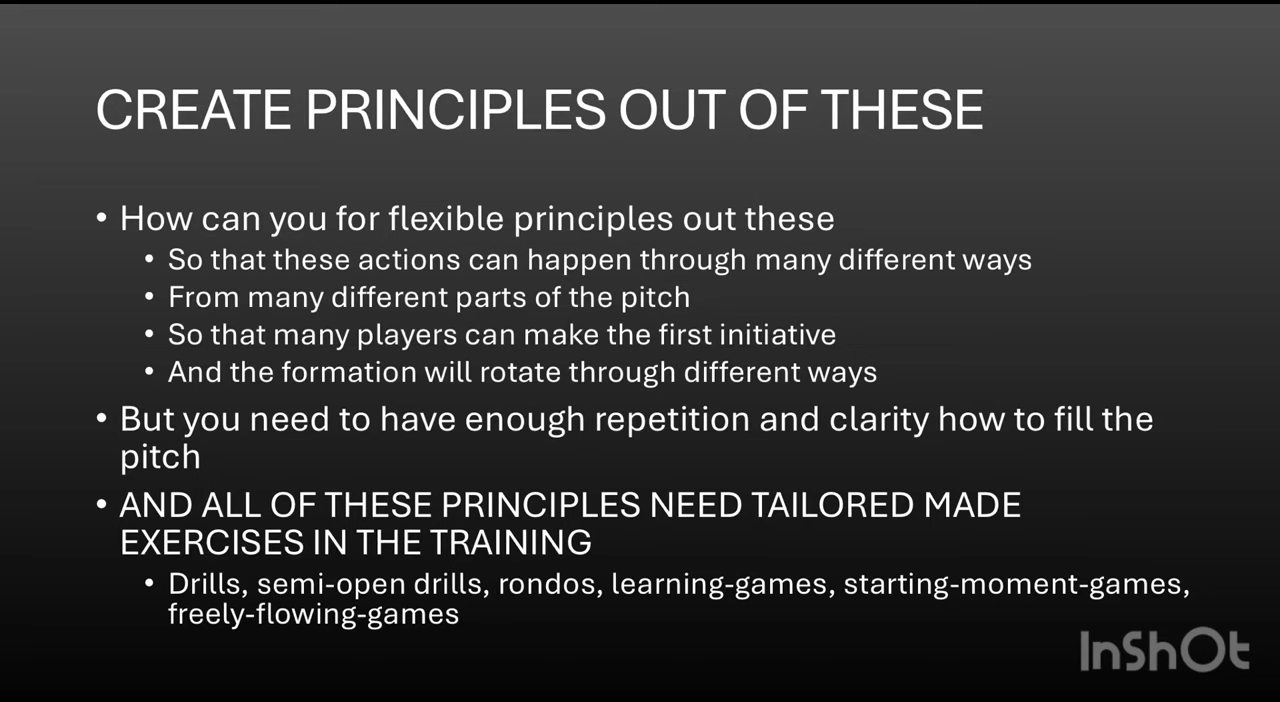 CREATE PRINCIPLES OUT OF THESE
• How can you for flexible principles out these
• So that these actions can happen through many different ways
• From many different parts of the pitch
• So that many players can make the first initiative
• And the formation will rotate through different ways
• But you need to have enough repetition and clarity how to fill the
pitch
• AND ALL OF THESE PRINCIPLES NEED TAILORED MADE
EXERCISES IN THE TRAINING
• Drills, semi-open drills, rondos, learning-games, starting-moment-games,
freely-flowing-games
InShOt